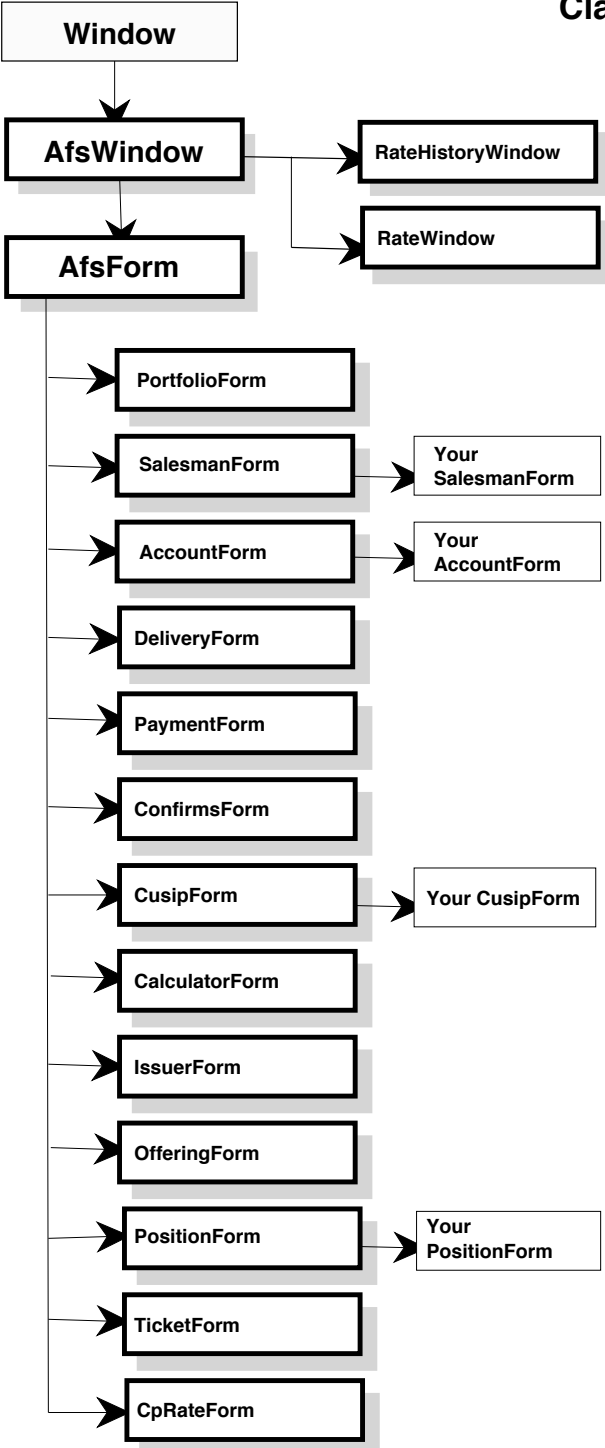 Cla
Window
AfsWindow
RateHistoryWindow
RateWindow
AfsForm
PortfolioForm
SalesmanForm
Your
SalesmanForm
AccountForm
Your
AccountForm
DeliveryForm
PaymentForm
ConfirmsForm
CusipForm
Your CusipForm
CalculatorForm
IssuerForm
OfferingForm
PositionForm
Your
PositionForm
TicketForm
CpRateForm